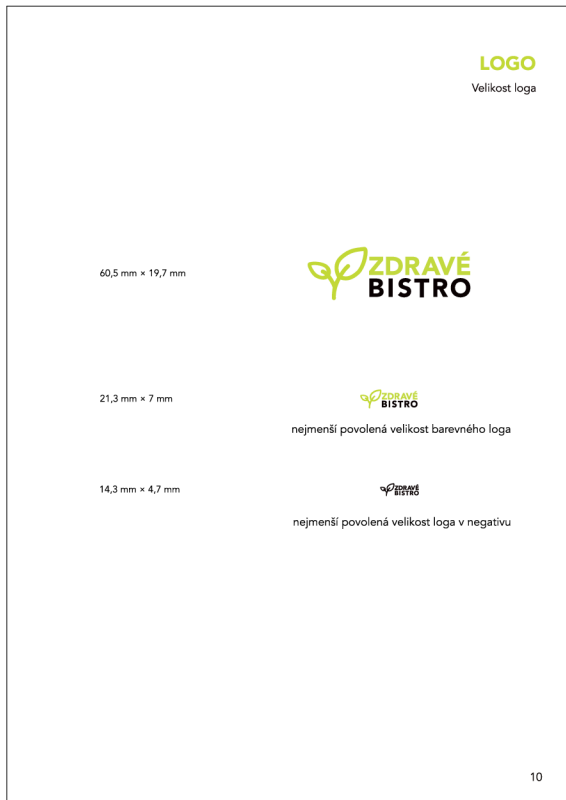 LOGO
Velikost loga
60,5 mm × 19,7 mm
ZDRAVÉ
BISTRO
21,3 mm × 7 mm
ZDRAVÉ
BISTRO
nejmenší povolená velikost barevného loga
14,3 mm × 4,7 mm
ZDRAVÉ
BISTRO
nejmenší povolená velikost loga v negativu
10